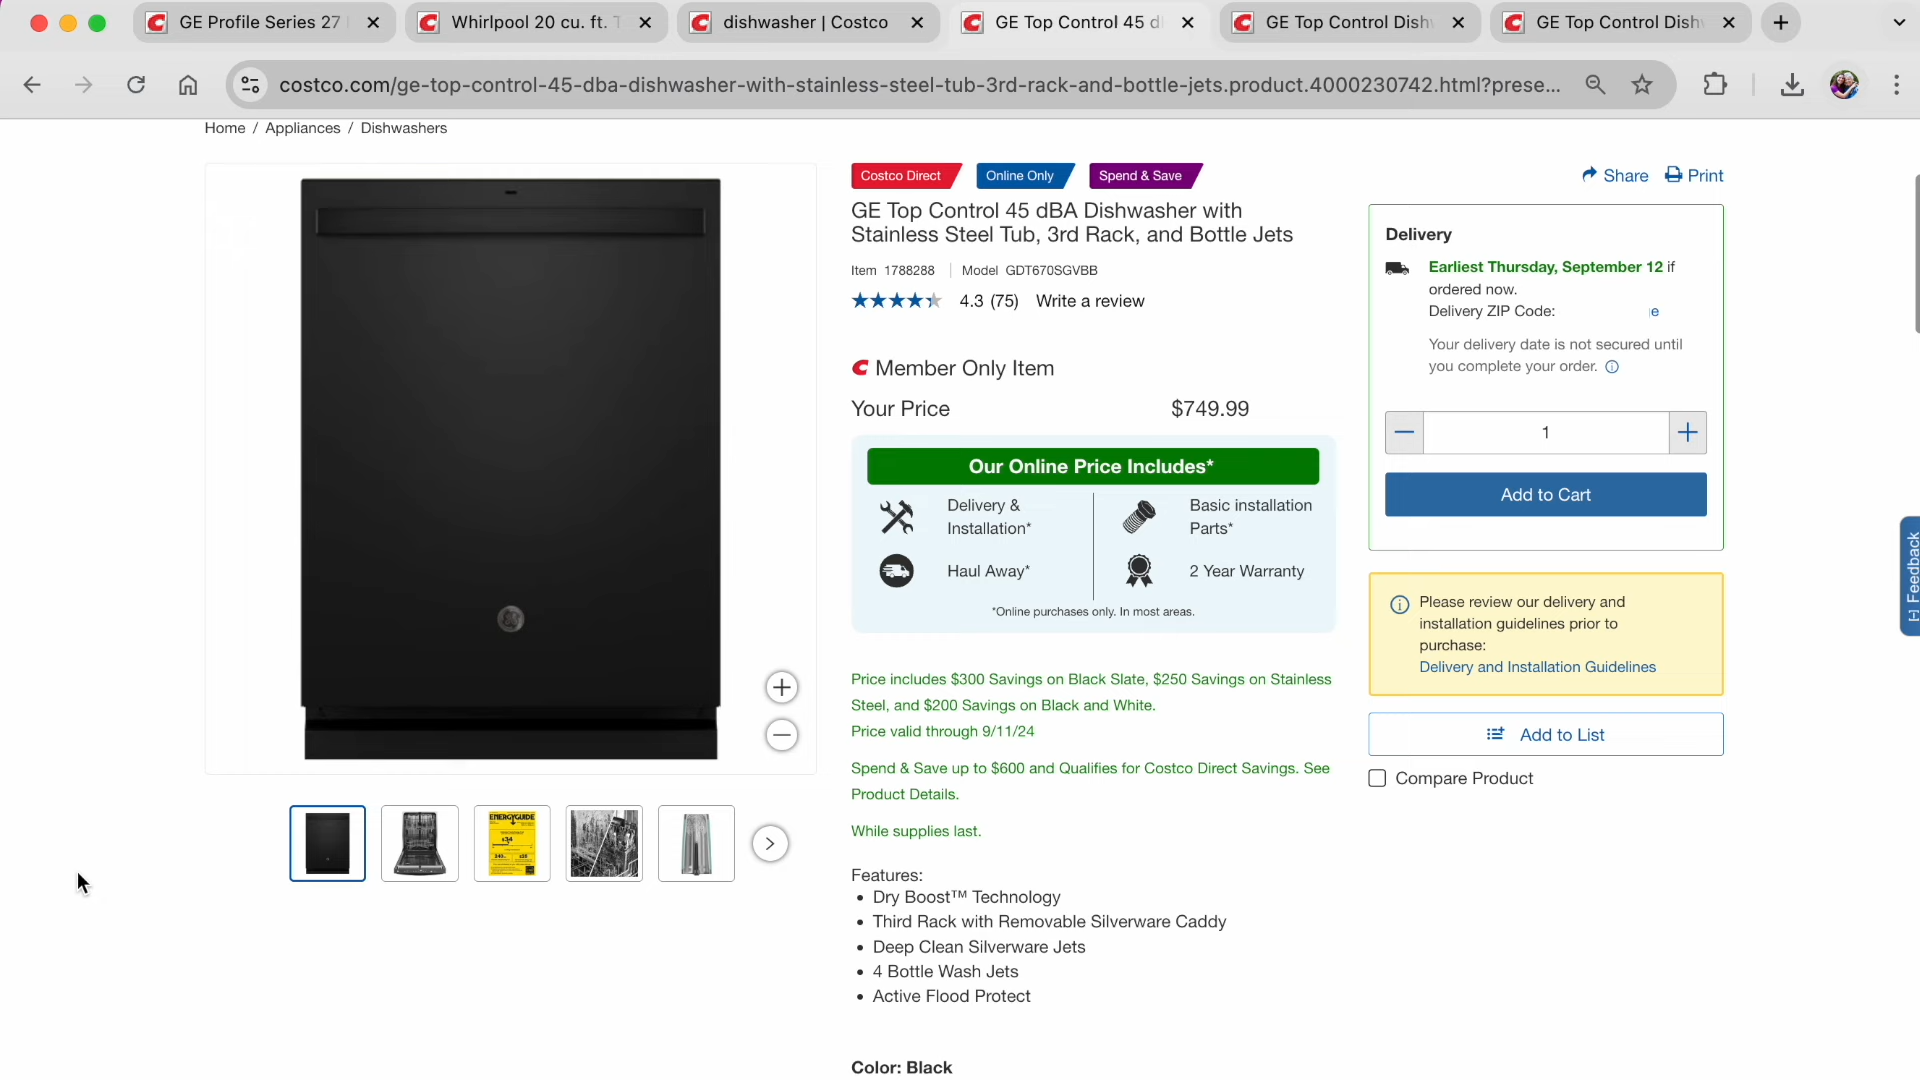 GE Profile Series 27
Whirlpool 20 cu. ft. T
dishwasher | Costco
GE Top Control 45 d
GE Top Control Dish
GE Top Control Dish
costco.com/ge-top-control-45-dba-dishwasher-with-stainless-steel-tub-3rd-rack-and-bottle-jets.product.4000230742.html?prese...
Home / Appliances / Dishwashers
Costco Direct
Online Only
Spend & Save
Share
Print
GE Top Control 45 dBA Dishwasher with
Stainless Steel Tub, 3rd Rack, and Bottle Jets
Item 1788288 | Model GDT670SGVBB
4.3 (75) Write a review
Member Only Item
Your Price $749.99
Our Online Price Includes*
Delivery &
Installation*
Basic installation
Parts*
Haul Away*
2 Year Warranty
*Online purchases only. In most areas.
Price includes $300 Savings on Black Slate, $250 Savings on Stainless
Steel, and $200 Savings on Black and White.
Price valid through 9/11/24
Spend & Save up to $600 and Qualifies for Costco Direct Savings. See
Product Details.
While supplies last.
Features:
• Dry Boost™ Technology
• Third Rack with Removable Silverware Caddy
• Deep Clean Silverware Jets
• 4 Bottle Wash Jets
• Active Flood Protect
Color: Black
Delivery
Earliest Thursday, September 12 if
ordered now.
Delivery ZIP Code: e
Your delivery date is not secured until
you complete your order.
1
Add to Cart
Please review our delivery and
installation guidelines prior to
purchase:
Delivery and Installation Guidelines
Add to List
Compare Product
[-] Feedback
ENERGYGUIDE